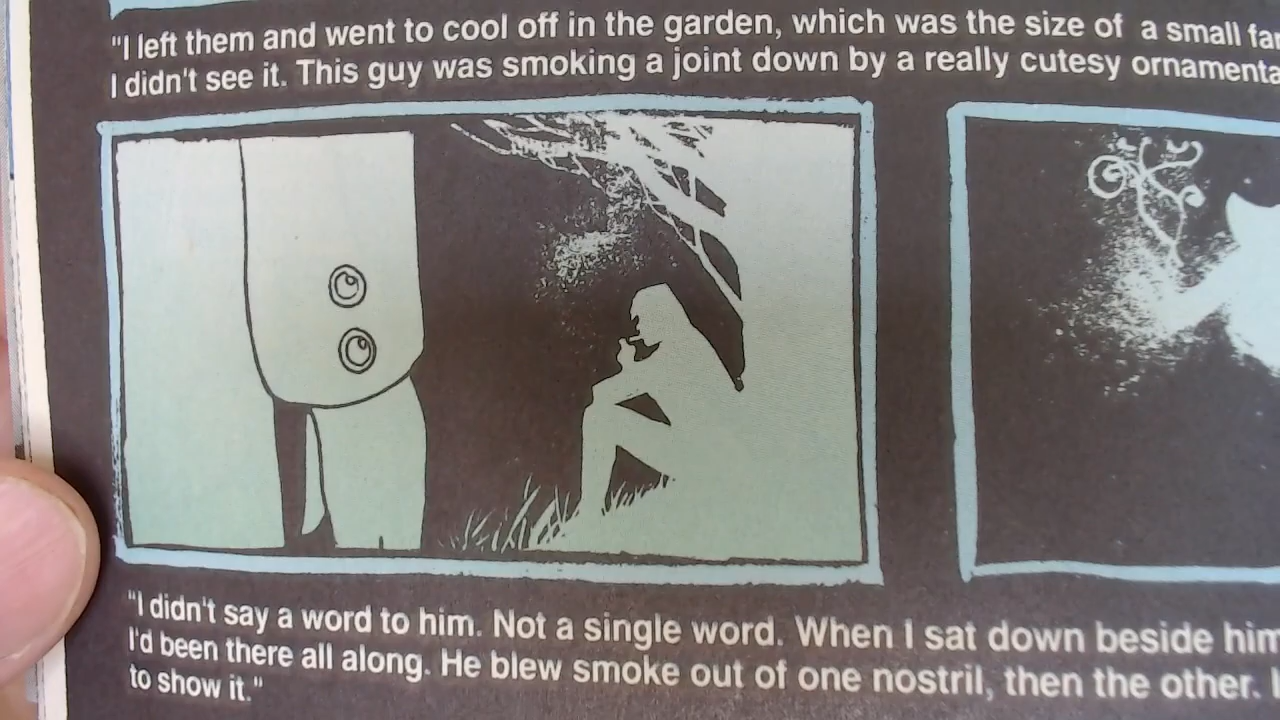 "I left them and went to cool off in the garden, which was the size of a small
I didn't see it. This guy was smoking a joint down by a really cutesy
"I didn't say a word to him. Not a single word. When I sat down beside him
I'd been there all along. He blew smoke out of one nostril, then the other.
to show it."